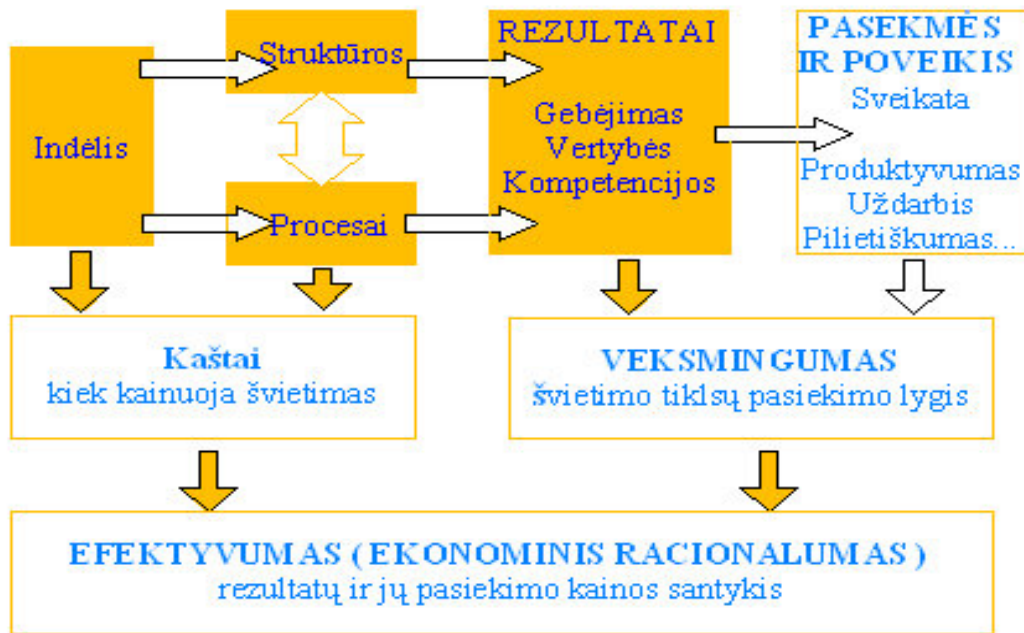 Indėlis
Struktūros
Procesai
REZULTATAI
Gebėjimas
Vertybės
Kompetencijos
PASEKMĖS
IR POVEIKIS
Sveikata
Produktyvumas
Uždarbis
Pilietiškumas...
Kaštai
kiek kainuoja švietimas
VEKSMINGUMAS
švietimo tiklsų pasiekimo lygis
EFEKTYVUMAS ( EKONOMINIS RACIONALUMAS )
rezultatų ir jų pasiekimo kainos santykis